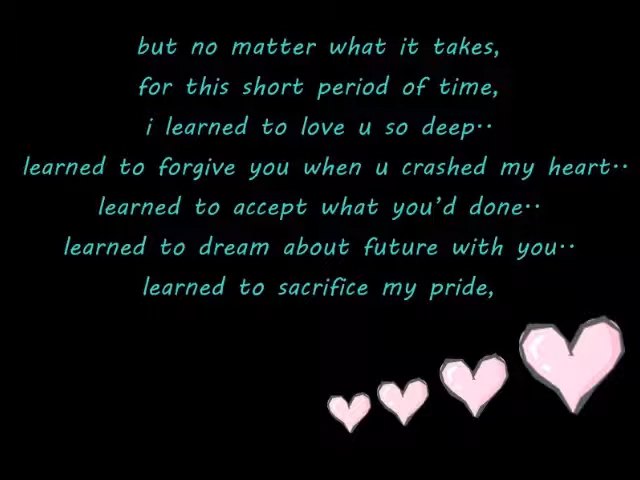 but no matter what it takes,
for this short period of time,
i learned to love u so deep..
learned to forgive you when u crashed my heart..
learned to accept what you'd done..
learned to dream about future with you..
learned to sacrifice my pride,